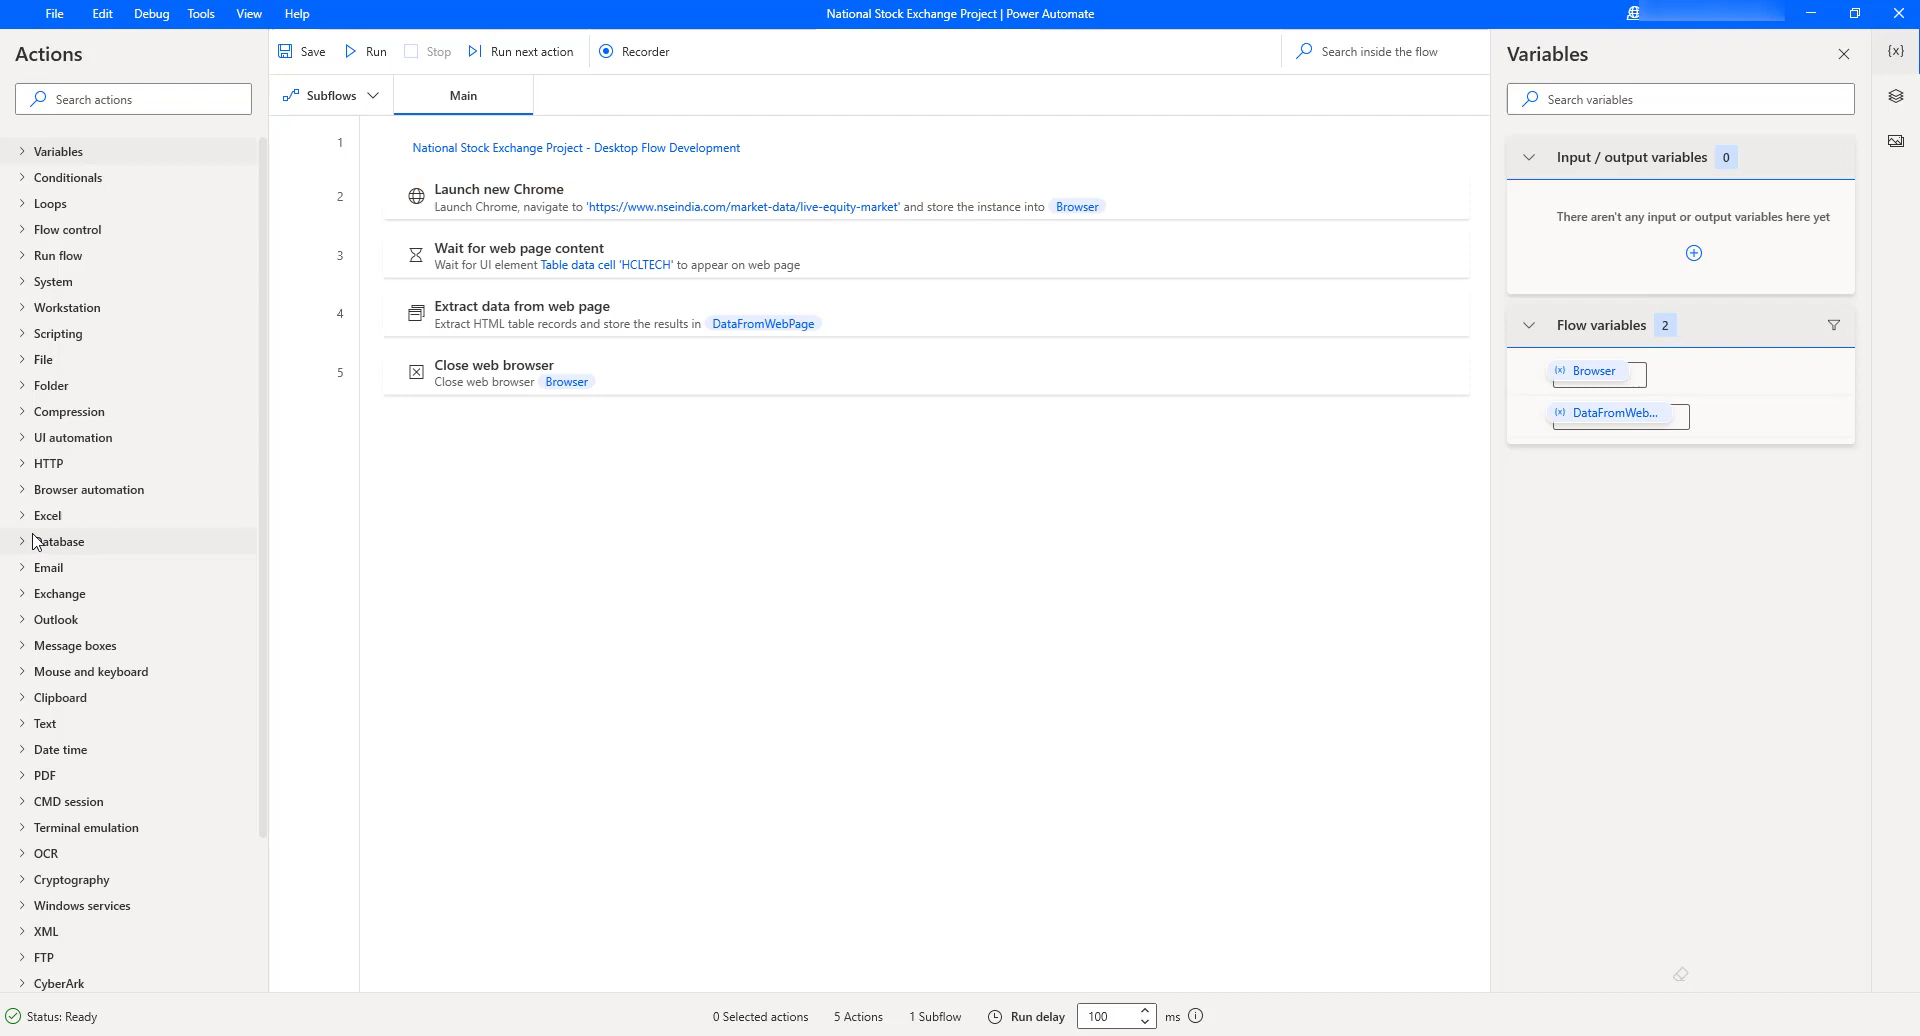 File Edit Debug Tools View Help
National Stock Exchange Project | Power Automate
Actions
Search actions
Variables
Conditionals
Loops
Flow control
Run flow
System
Workstation
Scripting
File
Folder
Compression
UI automation
HTTP
Browser automation
Excel
atabase
Email
Exchange
Outlook
Message boxes
Mouse and keyboard
Clipboard
Text
Date time
PDF
CMD session
Terminal emulation
OCR
Cryptography
Windows services
XML
FTP
CyberArk
Save Run Stop Run next action Recorder
Search inside the flow
Subflows Main
1 National Stock Exchange Project - Desktop Flow Development
2 Launch new Chrome
Launch Chrome, navigate to 'https://www.nseindia.com/market-data/live-equity-market' and store the instance into Browser
3 Wait for web page content
Wait for UI element Table data cell 'HCLTECH' to appear on web page
4 Extract data from web page
Extract HTML table records and store the results in DataFromWebPage
5 Close web browser
Close web browser Browser
Variables
{x}
Search variables
Input / output variables 0
There aren't any input or output variables here yet
Flow variables 2
(x) Browser
(x) DataFromWeb...
Status: Ready
0 Selected actions 5 Actions 1 Subflow Run delay 100 ms